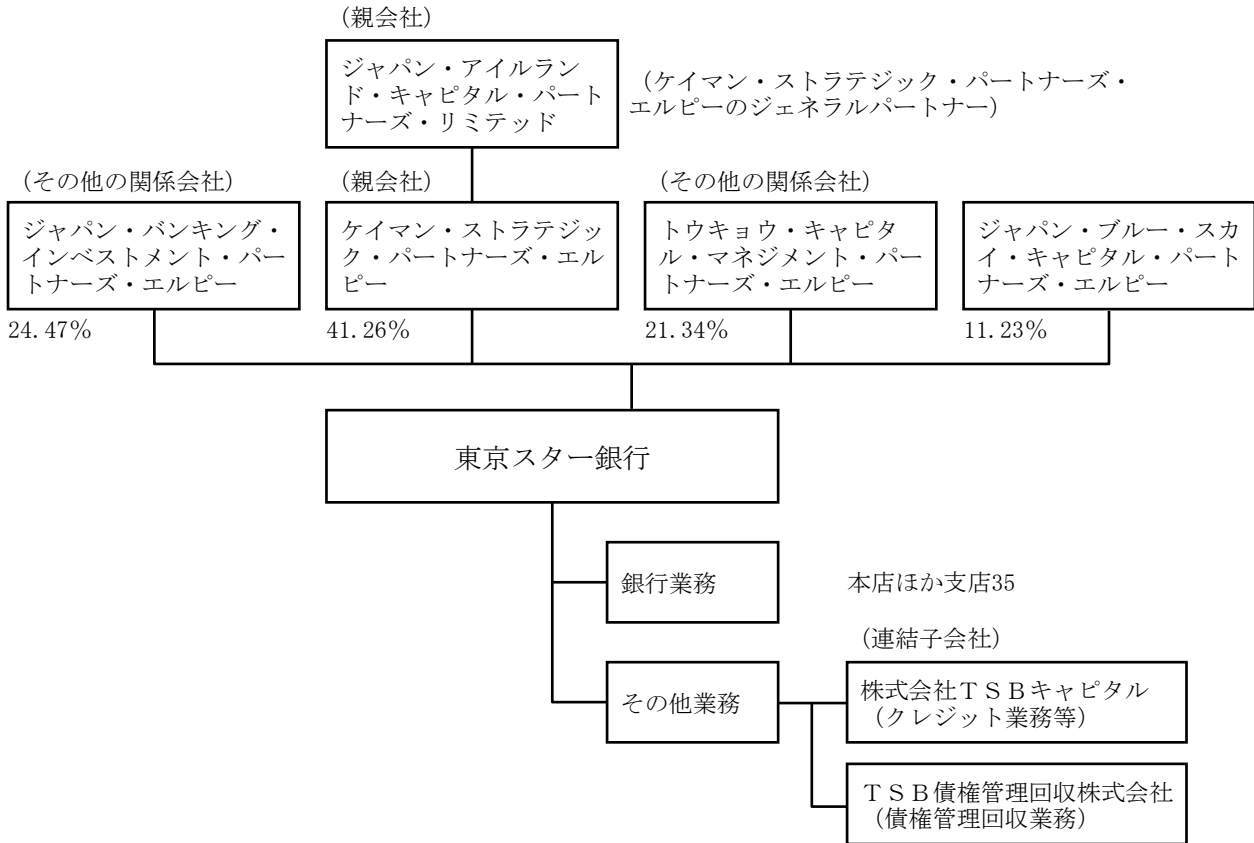 （親会社）
ジャパン・アイルラン
ド・キャピタル・パート
ナーズ・リミテッド
（ケイマン・ストラテジック・パートナーズ・
エルピーのジェネラルパートナー）
（その他の関係会社）
ジャパン・バンキング・
インベストメント・パー
トナーズ・エルピー
24.47％
（親会社）
ケイマン・ストラテジッ
ク・パートナーズ・エル
ピー
41.26％
（その他の関係会社）
トウキョウ・キャピタ
ル・マネジメント・パー
トナーズ・エルピー
21.34％
ジャパン・ブルー・スカ
イ・キャピタル・パート
ナーズ・エルピー
11.23％
東京スター銀行
銀行業務
本店ほか支店35
（連結子会社）
その他業務
株式会社ＴＳＢキャピタル
（クレジット業務等）
ＴＳＢ債権管理回収株式会社
（債権管理回収業務）